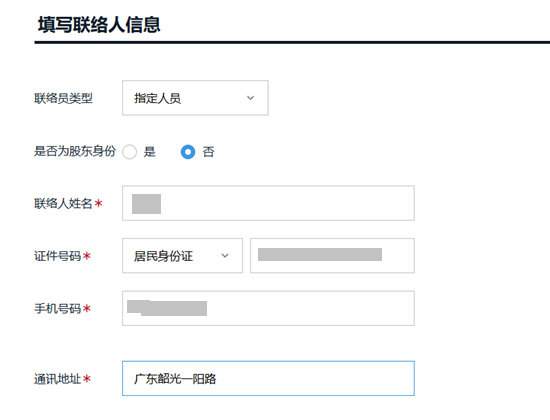 填写联络人信息
联络员类型 指定人员
是否为股东身份 是 否
联络人姓名*
证件号码* 居民身份证
手机号码*
通讯地址* 广东韶光一阳路